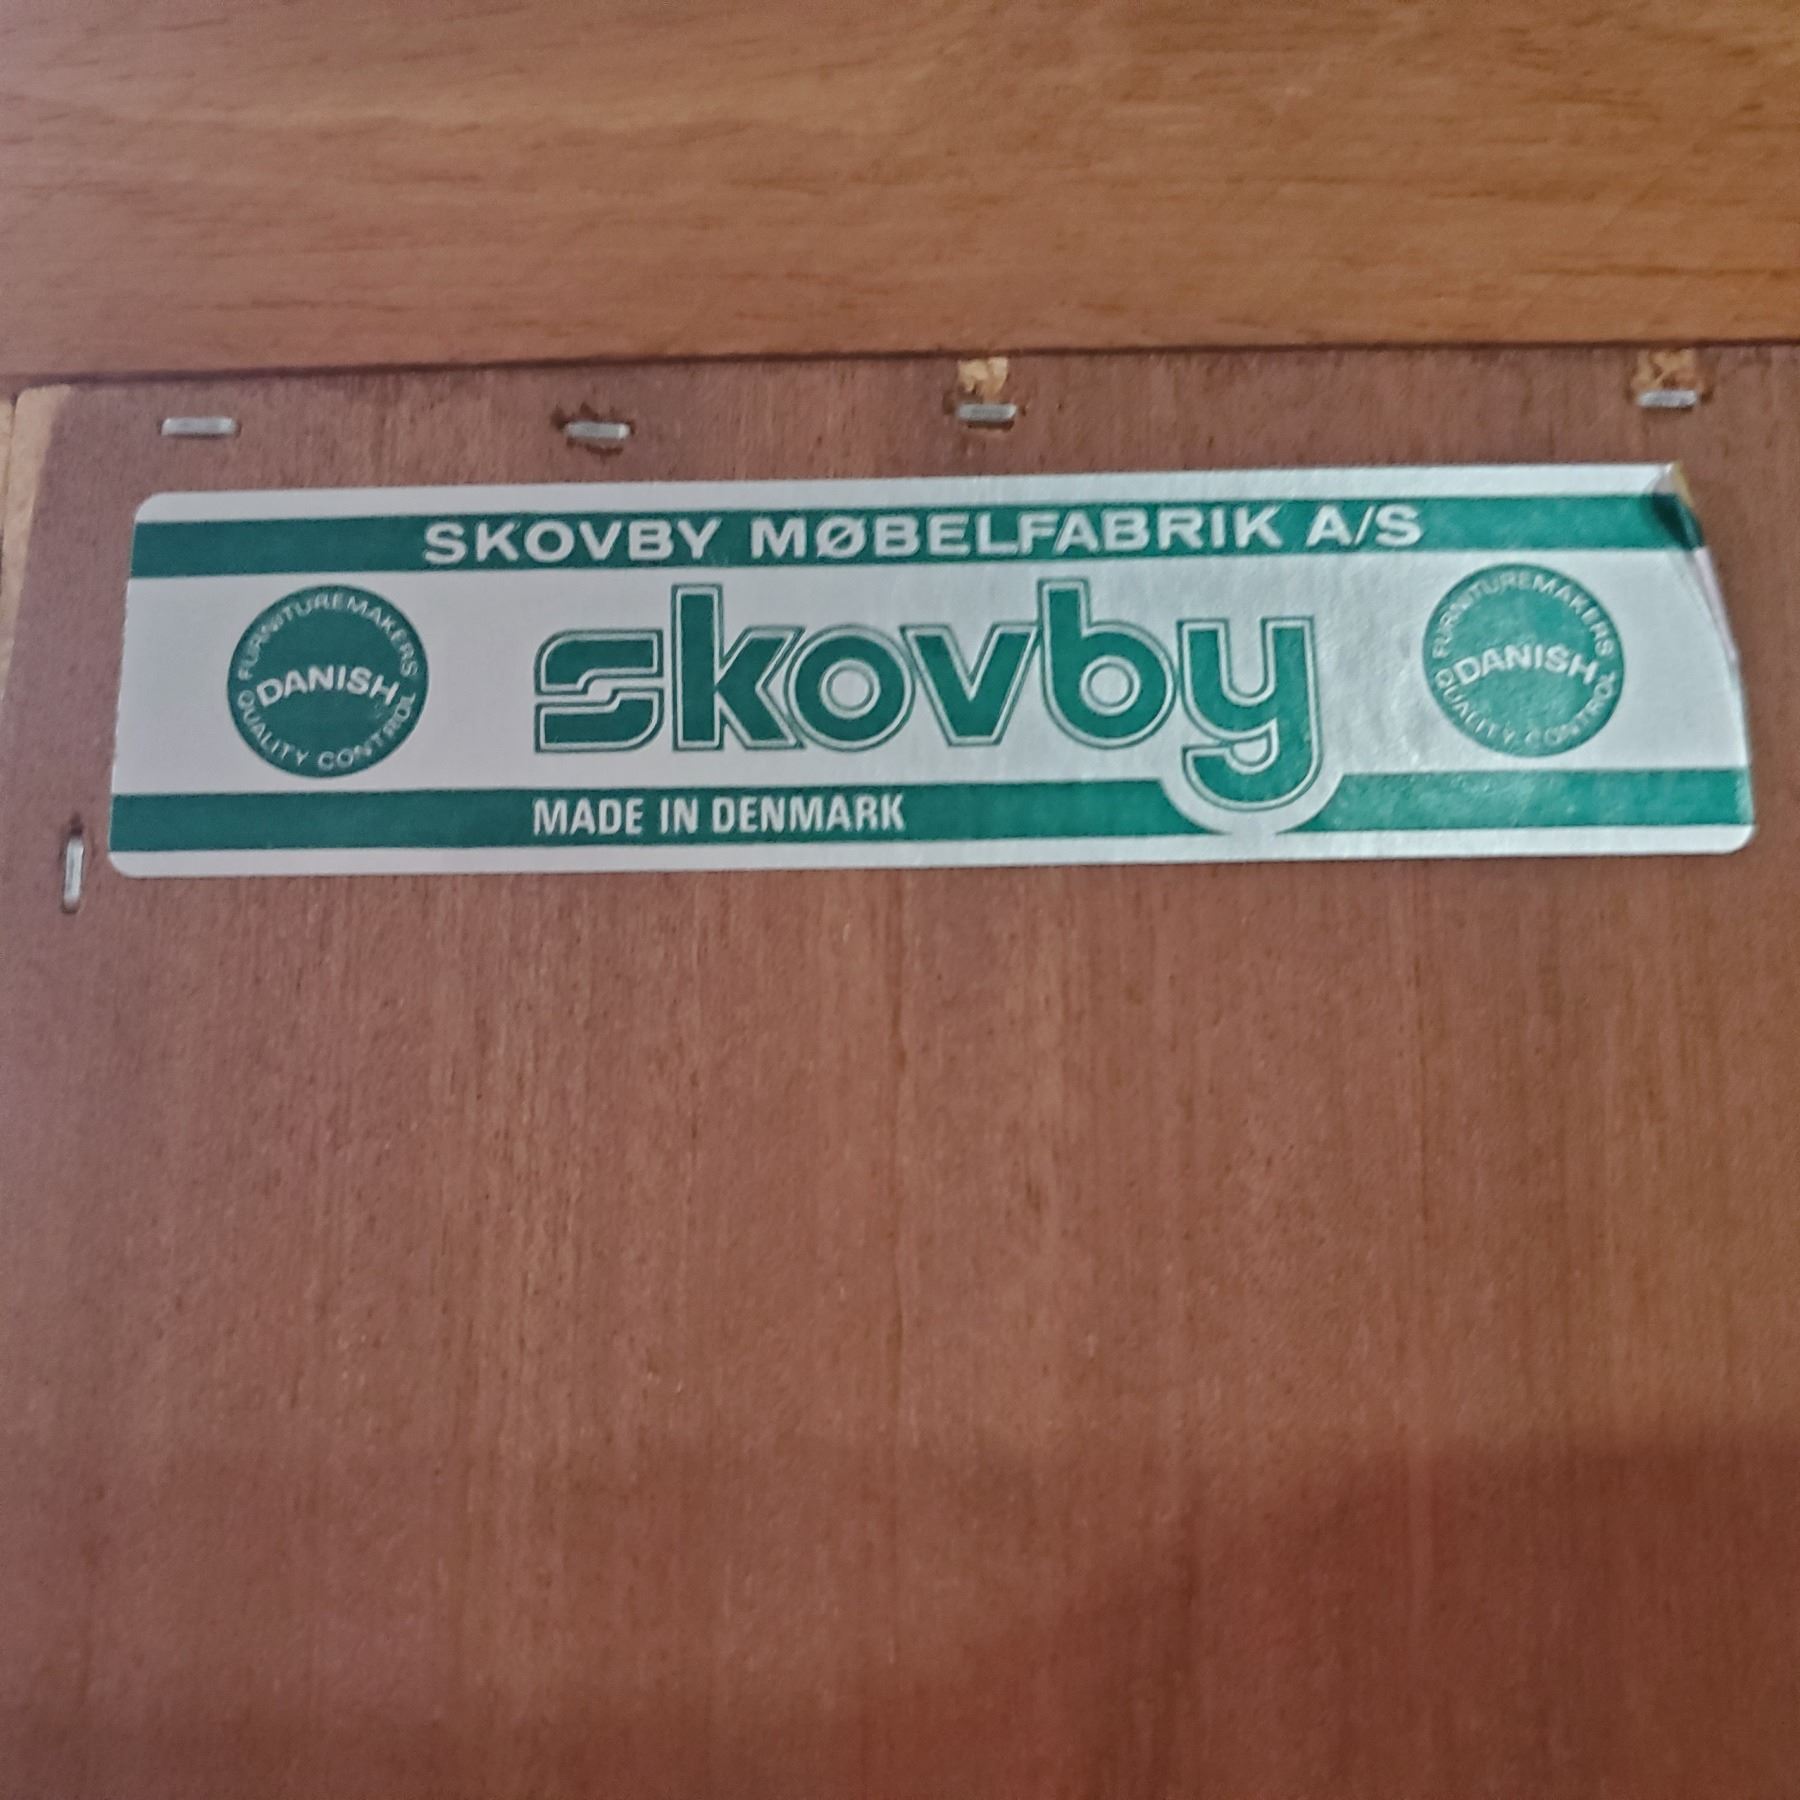 SKOVBY MØBELFABRIK A/S
FURNITUREMAKERS
DANISH
QUALITY CONTROL
skovby
FURNITUREMAKERS
DANISH
QUALITY CONTROL
MADE IN DENMARK